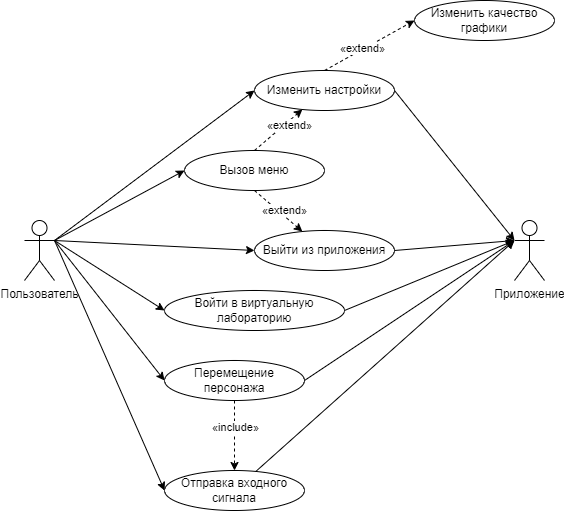 Изменить качество
графики
«extend»
Изменить настройки
«extend»
Вызов меню
«extend»
Выйти из приложения
Пользователь
Приложение
Войти в виртуальную
лабораторию
Перемещение
персонажа
«include»
Отправка входного
сигнала